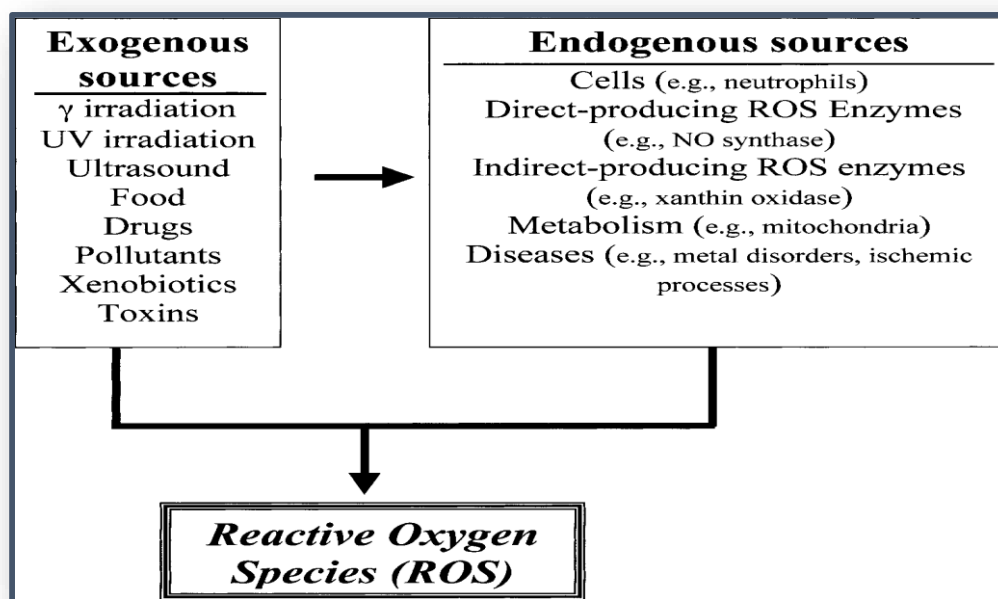 Exogenous
sources
γ irradiation
UV irradiation
Ultrasound
Food
Drugs
Pollutants
Xenobiotics
Toxins
Endogenous sources
Cells (e.g., neutrophils)
Direct-producing ROS Enzymes
(e.g., NO synthase)
Indirect-producing ROS enzymes
(e.g., xanthin oxidase)
Metabolism (e.g., mitochondria)
Diseases (e.g., metal disorders, ischemic
processes)
Reactive Oxygen
Species (ROS)